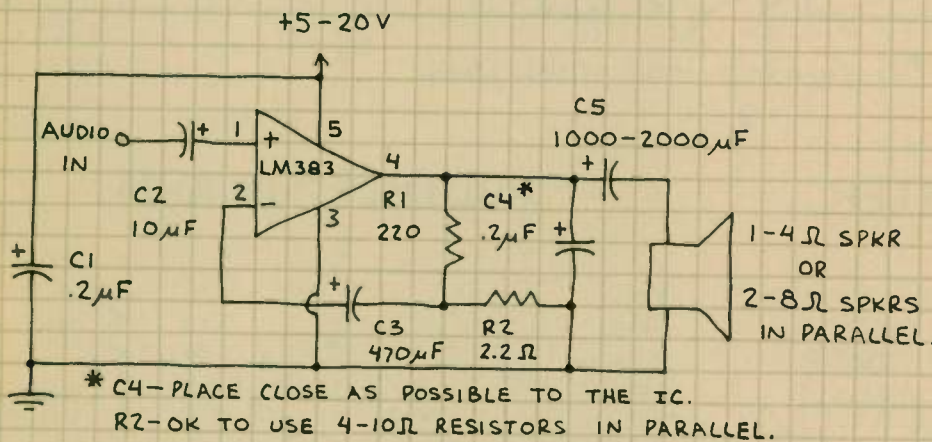 +5-20V
AUDIO IN
C2
10µF
+
1
+
2
-
LM383
5
3
4
+
C1
.2µF
R1
220
C4*
.2µF
+
C5
1000-2000µF
+
+
C3
470µF
R2
2.2Ω
1-4Ω SPKR
OR
2-8Ω SPKRS
IN PARALLEL.
* C4-PLACE CLOSE AS POSSIBLE TO THE IC.
R2-OK TO USE 4-10Ω RESISTORS IN PARALLEL.